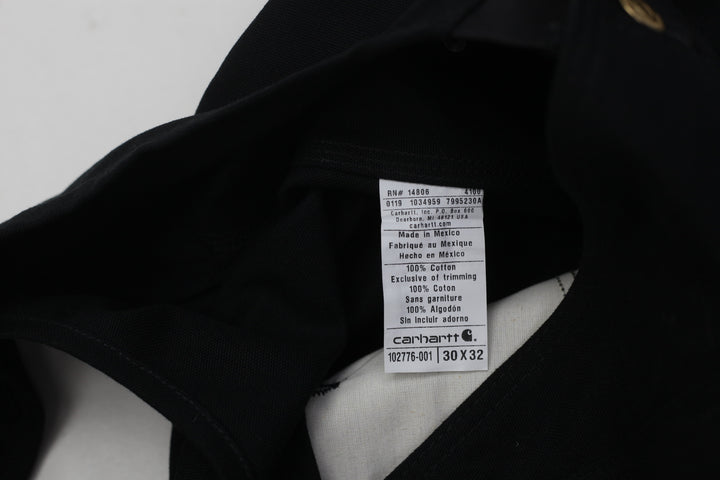 RN# 14806 4100
0119 1034959 7995230A
Carhartt, Inc. P.O. Box 600
Dearborn, MI 48121 USA
carhartt.com
Made in Mexico
Fabriqué au Mexique
Hecho en México
100% Cotton
Exclusive of trimming
100% Coton
Sans garniture
100% Algodón
Sin incluir adorno
carhartt
102776-001 30 X 32